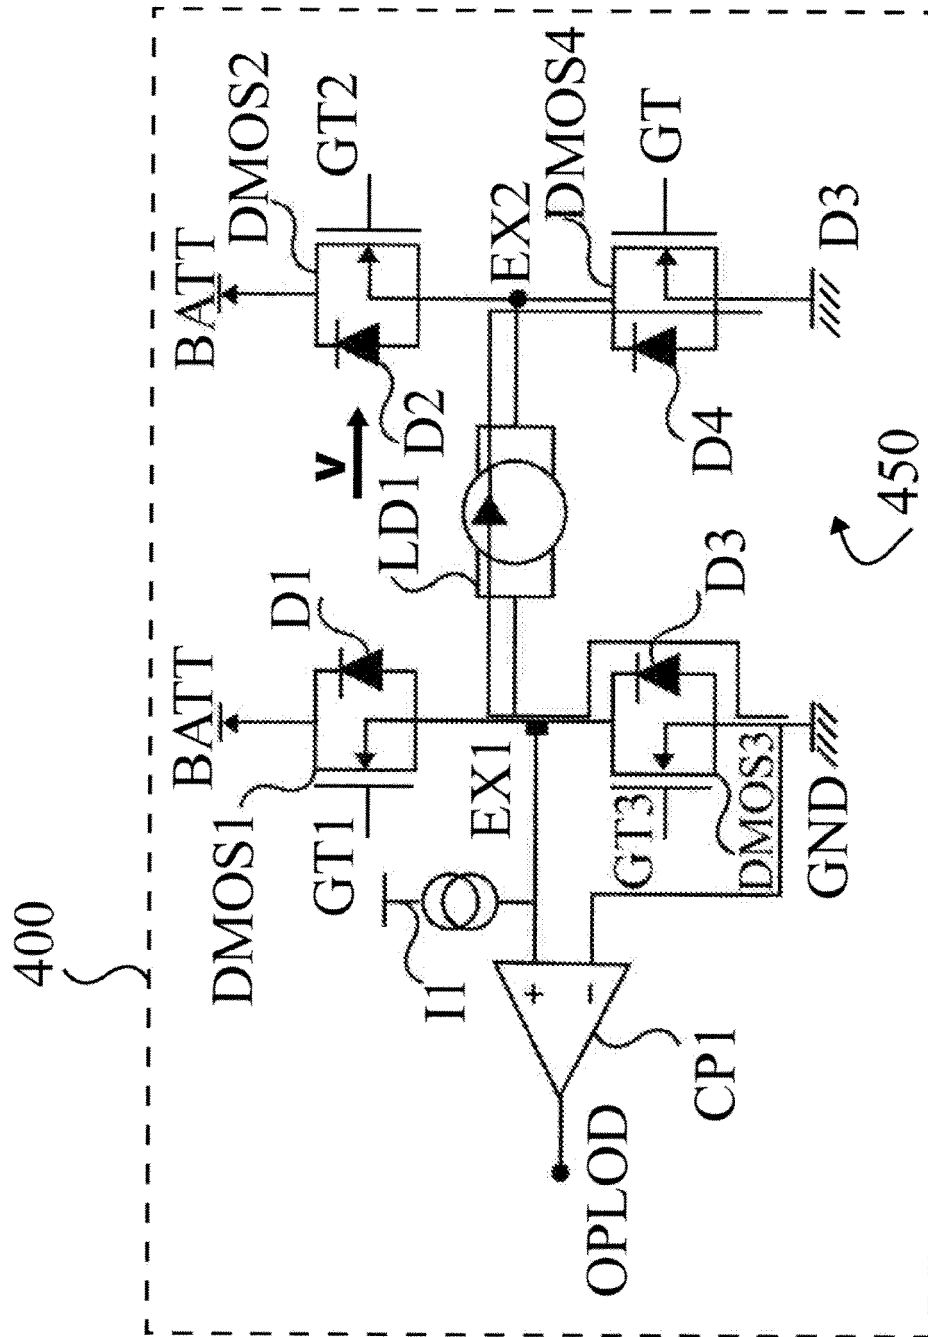 400
BATT
BATT
DMOS1
D1
DMOS2
GT1
V
D2
GT2
I1
LD1
EX1
EX2
OPLOD
+
−
CP1
GT3
DMOS3
D3
D4
DMOS4
GT
GND
D3
450